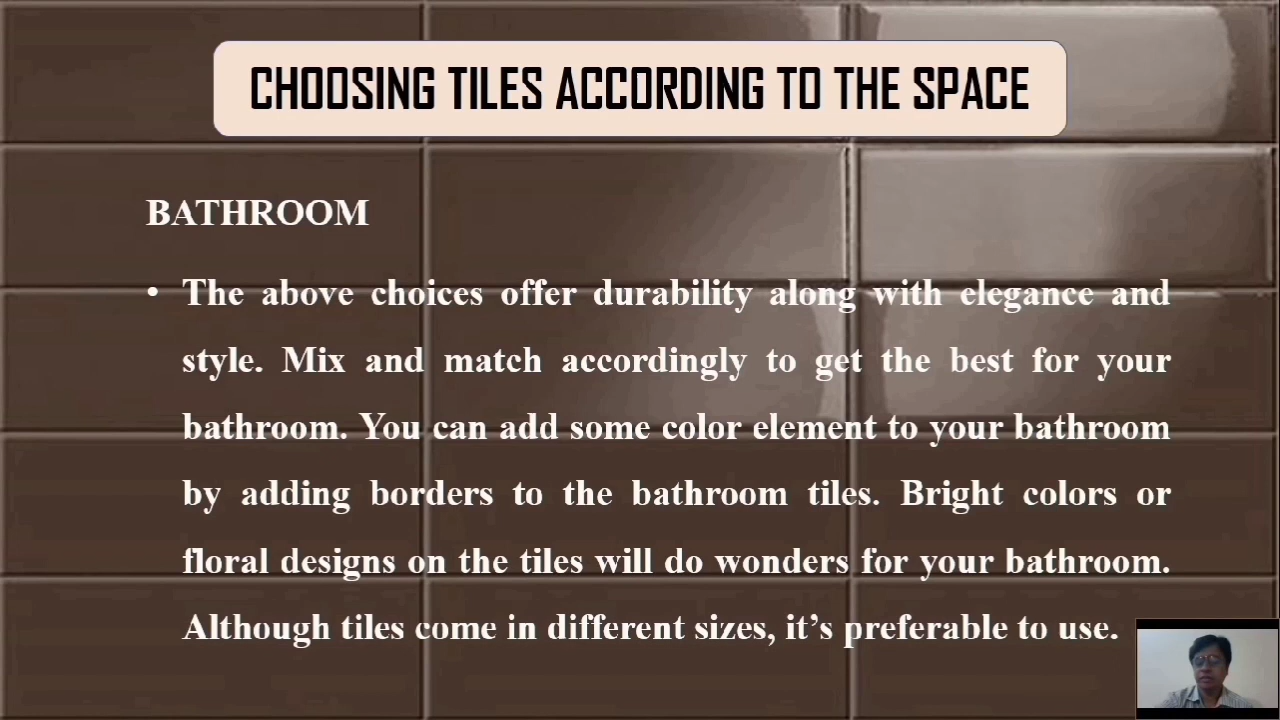 CHOOSING TILES ACCORDING TO THE SPACE
BATHROOM
• The above choices offer durability along with elegance and
style. Mix and match accordingly to get the best for your
bathroom. You can add some color element to your bathroom
by adding borders to the bathroom tiles. Bright colors or
floral designs on the tiles will do wonders for your bathroom.
Although tiles come in different sizes, it’s preferable to use.